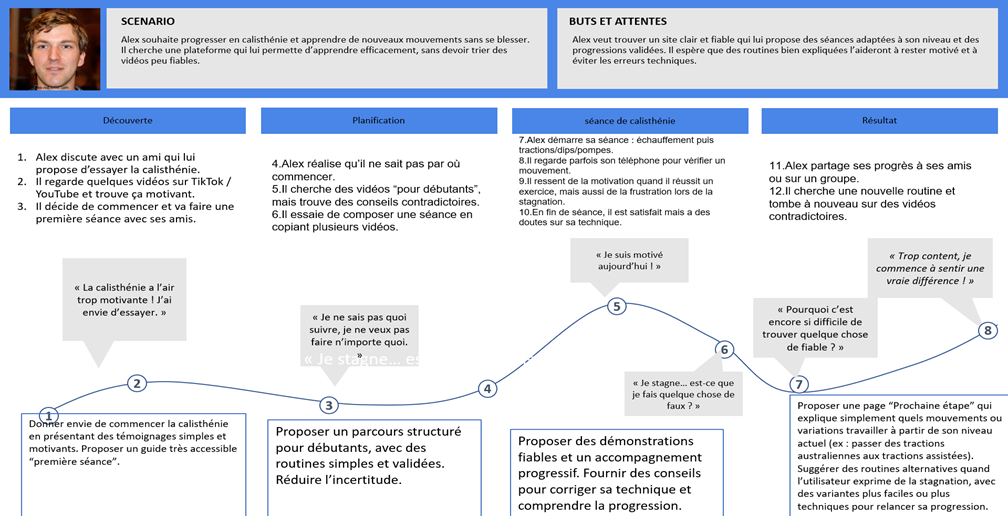 SCENARIO
Alex souhaite progresser en calisthénie et apprendre de nouveaux mouvements sans se blesser.
Il cherche une plateforme qui lui permette d’apprendre efficacement, sans devoir trier des
vidéos peu fiables.
BUTS ET ATTENTES
Alex veut trouver un site clair et fiable qui lui propose des séances adaptées à son niveau et des
progressions validées. Il espère que des routines bien expliquées l’aideront à rester motivé et à
éviter les erreurs techniques.
Découverte
1. Alex discute avec un ami qui lui
propose d’essayer la calisthénie.
2. Il regarde quelques vidéos sur TikTok /
YouTube et trouve ça motivant.
3. Il décide de commencer et va faire une
première séance avec ses amis.
Planification
4.Alex réalise qu’il ne sait pas par où
commencer.
5.Il cherche des vidéos “pour débutants”,
mais trouve des conseils contradictoires.
6.Il essaie de composer une séance en
copiant plusieurs vidéos.
séance de calisthénie
7.Alex démarre sa séance : échauffement puis
tractions/dips/pompes.
8.Il regarde parfois son téléphone pour vérifier un
mouvement.
9.Il ressent de la motivation quand il réussit un
exercice, mais aussi de la frustration lors de la
stagnation.
10.En fin de séance, il est satisfait mais a des
doutes sur sa technique.
Résultat
11.Alex partage ses progrès à ses amis
ou sur un groupe.
12.Il cherche une nouvelle routine et
tombe à nouveau sur des vidéos
contradictoires.
« La calisthénie a l’air
trop motivante ! J’ai
envie d’essayer. »
« Je ne sais pas quoi
suivre, je ne veux pas
faire n’importe quoi.
»
« Je stagne… es
« Je suis motivé
aujourd’hui ! »
« Je stagne… est-ce que
je fais quelque chose de
faux ? »
« Pourquoi c’est
encore si difficile de
trouver quelque chose
de fiable ? »
« Trop content, je
commence à sentir une
vraie différence ! »
1
2
3
4
5
6
7
8
Donner envie de commencer la calisthénie
en présentant des témoignages simples et
motivants. Proposer un guide très accessible
“première séance”.
Proposer un parcours structuré
pour débutants, avec des
routines simples et validées.
Réduire l’incertitude.
Proposer des démonstrations
fiables et un accompagnement
progressif. Fournir des conseils
pour corriger sa technique et
comprendre la progression.
Proposer une page “Prochaine étape” qui
explique simplement quels mouvements ou
variations travailler à partir de son niveau
actuel (ex : passer des tractions
australiennes aux tractions assistées).
Suggérer des routines alternatives quand
l’utilisateur exprime de la stagnation, avec
des variantes plus faciles ou plus
techniques pour relancer sa progression.